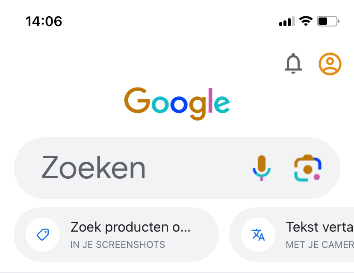 14:06
Google
Zoeken
Zoek producten o...
IN JE SCREENSHOTS
Tekst verta
MET JE CAMER